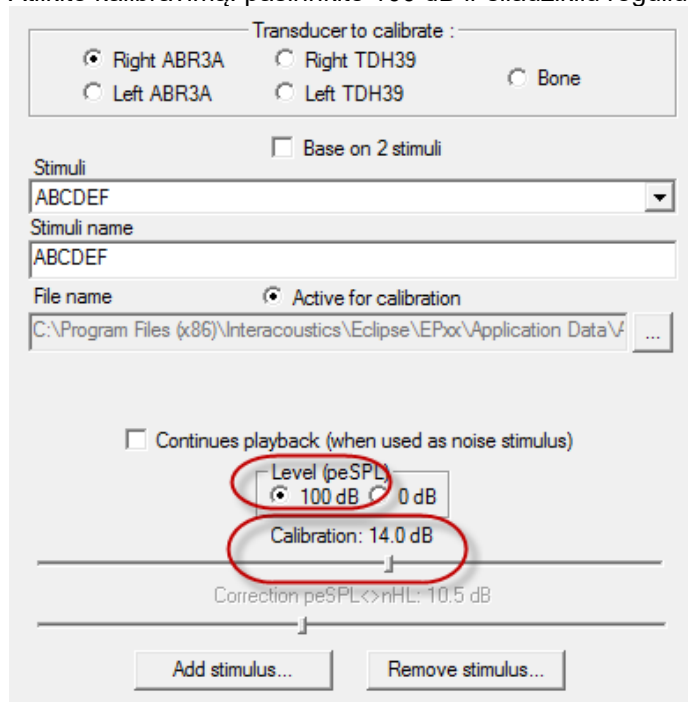 Transducer to calibrate :
Right ABR3A Right TDH39
Bone
Left ABR3A Left TDH39
Base on 2 stimuli
Stimuli
ABCDEF
Stimuli name
ABCDEF
File name Active for calibration
C:\Program Files (x86)\Interacoustics\Eclipse\EPxx\Application Data\ ...
Continues playback (when used as noise stimulus)
Level (peSPL)
100 dB 0 dB
Calibration: 14.0 dB
Correction peSPL<>nHL: 10.5 dB
Add stimulus... Remove stimulus...